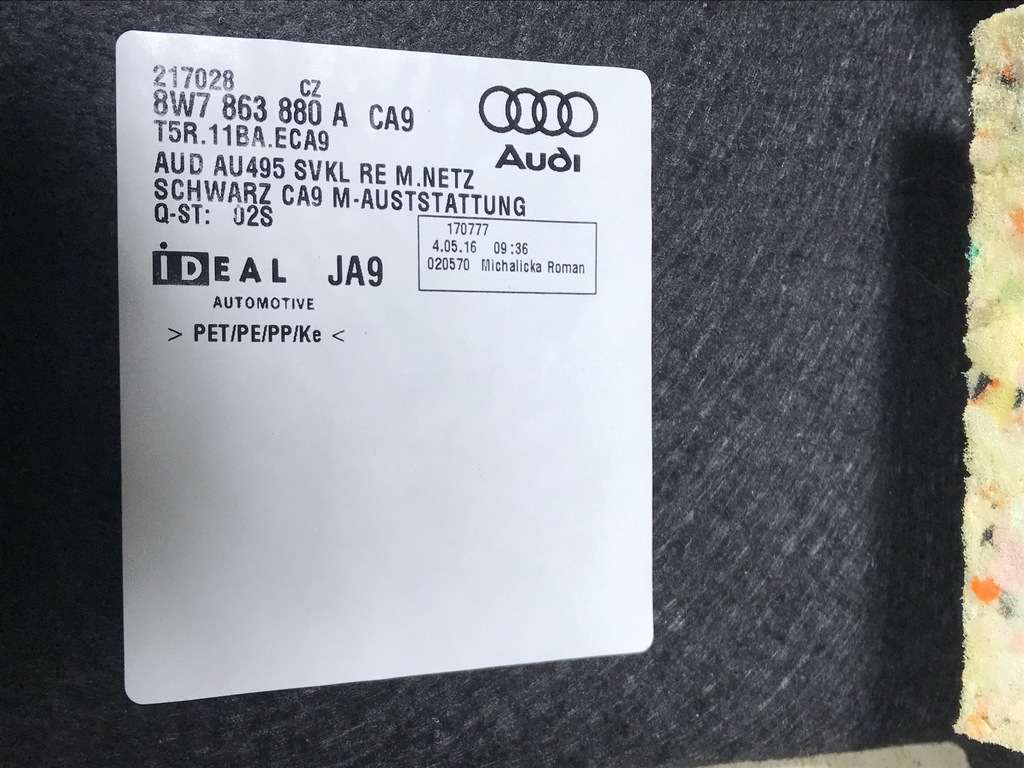 217028 CZ
8W7 863 880 A CA9
T5R.11BA.ECA9
AUD AU495 SVKL RE M.NETZ
SCHWARZ CA9 M-AUSTSTATTUNG
Q-ST: 02S
Audi
170777
4.05.16 09:36
020570 Michalicka Roman
iDEAL JA9
AUTOMOTIVE
> PET/PE/PP/Ke <